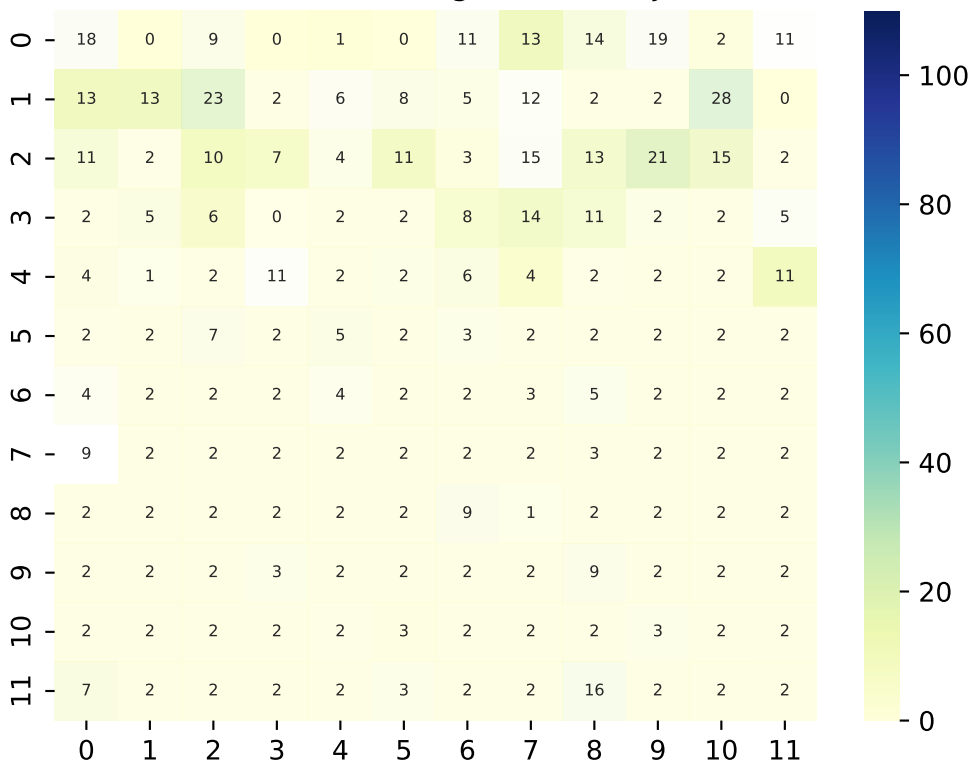 0 18 0 9 0 1 0 11 13 14 19 2 11
1 13 13 23 2 6 8 5 12 2 2 28 0
2 11 2 10 7 4 11 3 15 13 21 15 2
3 2 5 6 0 2 2 8 14 11 2 2 5
4 4 1 2 11 2 2 6 4 2 2 2 11
5 2 2 7 2 5 2 3 2 2 2 2 2
6 4 2 2 2 4 2 2 3 5 2 2 2
7 9 2 2 2 2 2 2 2 3 2 2 2
8 2 2 2 2 2 2 9 1 2 2 2 2
9 2 2 2 3 2 2 2 2 9 2 2 2
10 2 2 2 2 2 3 2 2 2 3 2 2
11 7 2 2 2 2 3 2 2 16 2 2 2
0 1 2 3 4 5 6 7 8 9 10 11
100
80
60
40
20
0